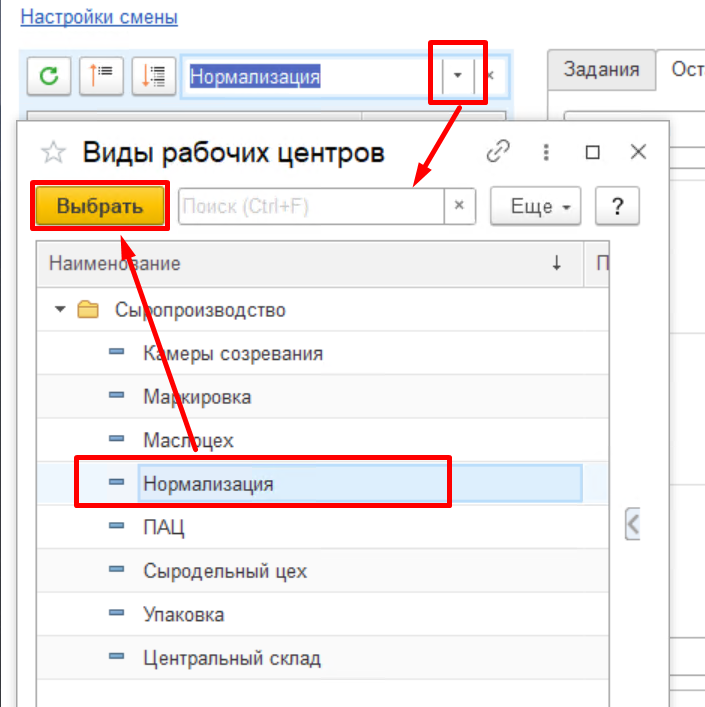 Настройки смены
Нормализация
Задания
Виды рабочих центров
Выбрать
Поиск (Ctrl+F)
Еще
?
Наименование
Сыропроизводство
Камеры созревания
Маркировка
Маслоцех
Нормализация
ПАЦ
Сыродельный цех
Упаковка
Центральный склад